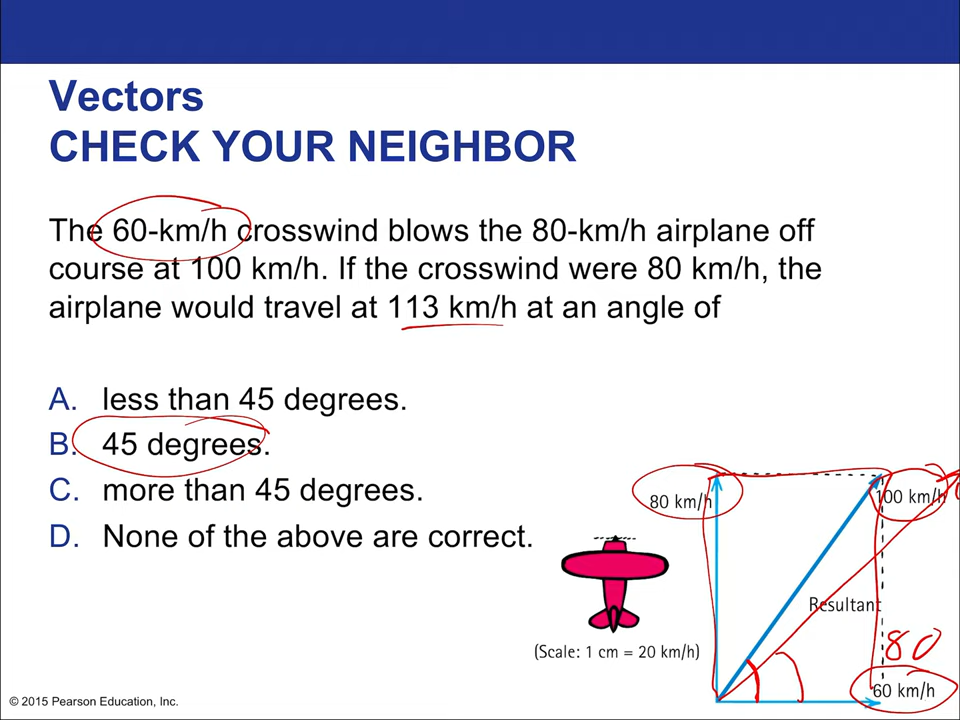 Vectors
CHECK YOUR NEIGHBOR
The 60-km/h crosswind blows the 80-km/h airplane off
course at 100 km/h. If the crosswind were 80 km/h, the
airplane would travel at 113 km/h at an angle of
A. less than 45 degrees.
B. 45 degrees.
C. more than 45 degrees.
D. None of the above are correct.
80 km/h
100 km/h
Resultant
80
(Scale: 1 cm = 20 km/h)
60 km/h
© 2015 Pearson Education, Inc.